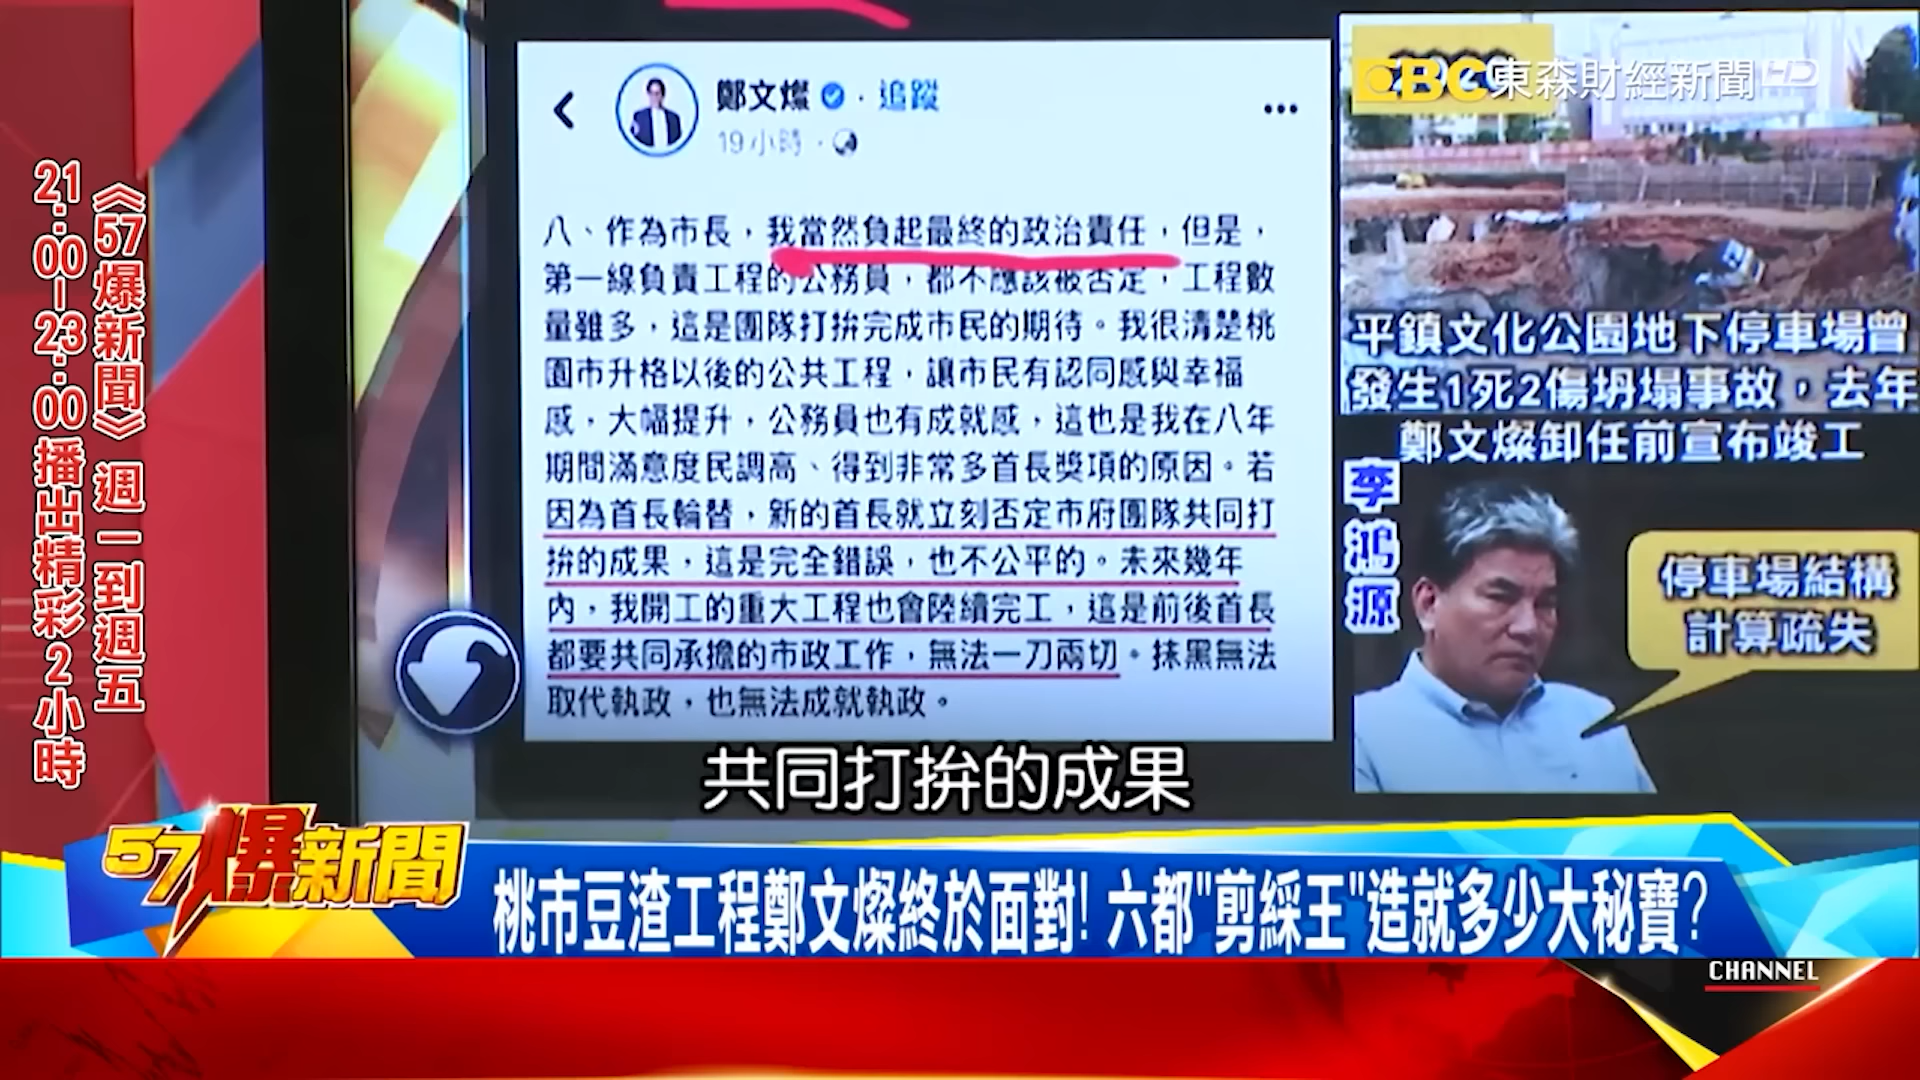 《57爆新聞》週一到週五
21:00-23:00播出精彩2小時
鄭文燦 · 追蹤
19小時 ·
八、作為市長，我當然負起最終的政治責任，但是，
第一線負責工程的公務員，都不應該被否定，工程數
量雖多，這是團隊打拚完成市民的期待。我很清楚桃
園市升格以後的公共工程，讓市民有認同感與幸福
感，大幅提升，公務員也有成就感，這也是我在八年
期間滿意度民調高、得到非常多首長獎項的原因。若
因為首長輪替，新的首長就立刻否定市府團隊共同打
拚的成果，這是完全錯誤，也不公平的。未來幾年
內，我開工的重大工程也會陸續完工，這是前後首長
都要共同承擔的市政工作，無法一刀兩切。抹黑無法
取代執政，也無法成就執政。
EBC東森財經新聞HD
平鎮文化公園地下停車場曾
發生1死2傷坍塌事故，去年
鄭文燦卸任前宣布竣工
李鴻源
停車場結構
計算疏失
共同打拚的成果
57爆新聞
桃市豆渣工程鄭文燦終於面對! 六都"剪綵王"造就多少大秘寶?
CHANNEL